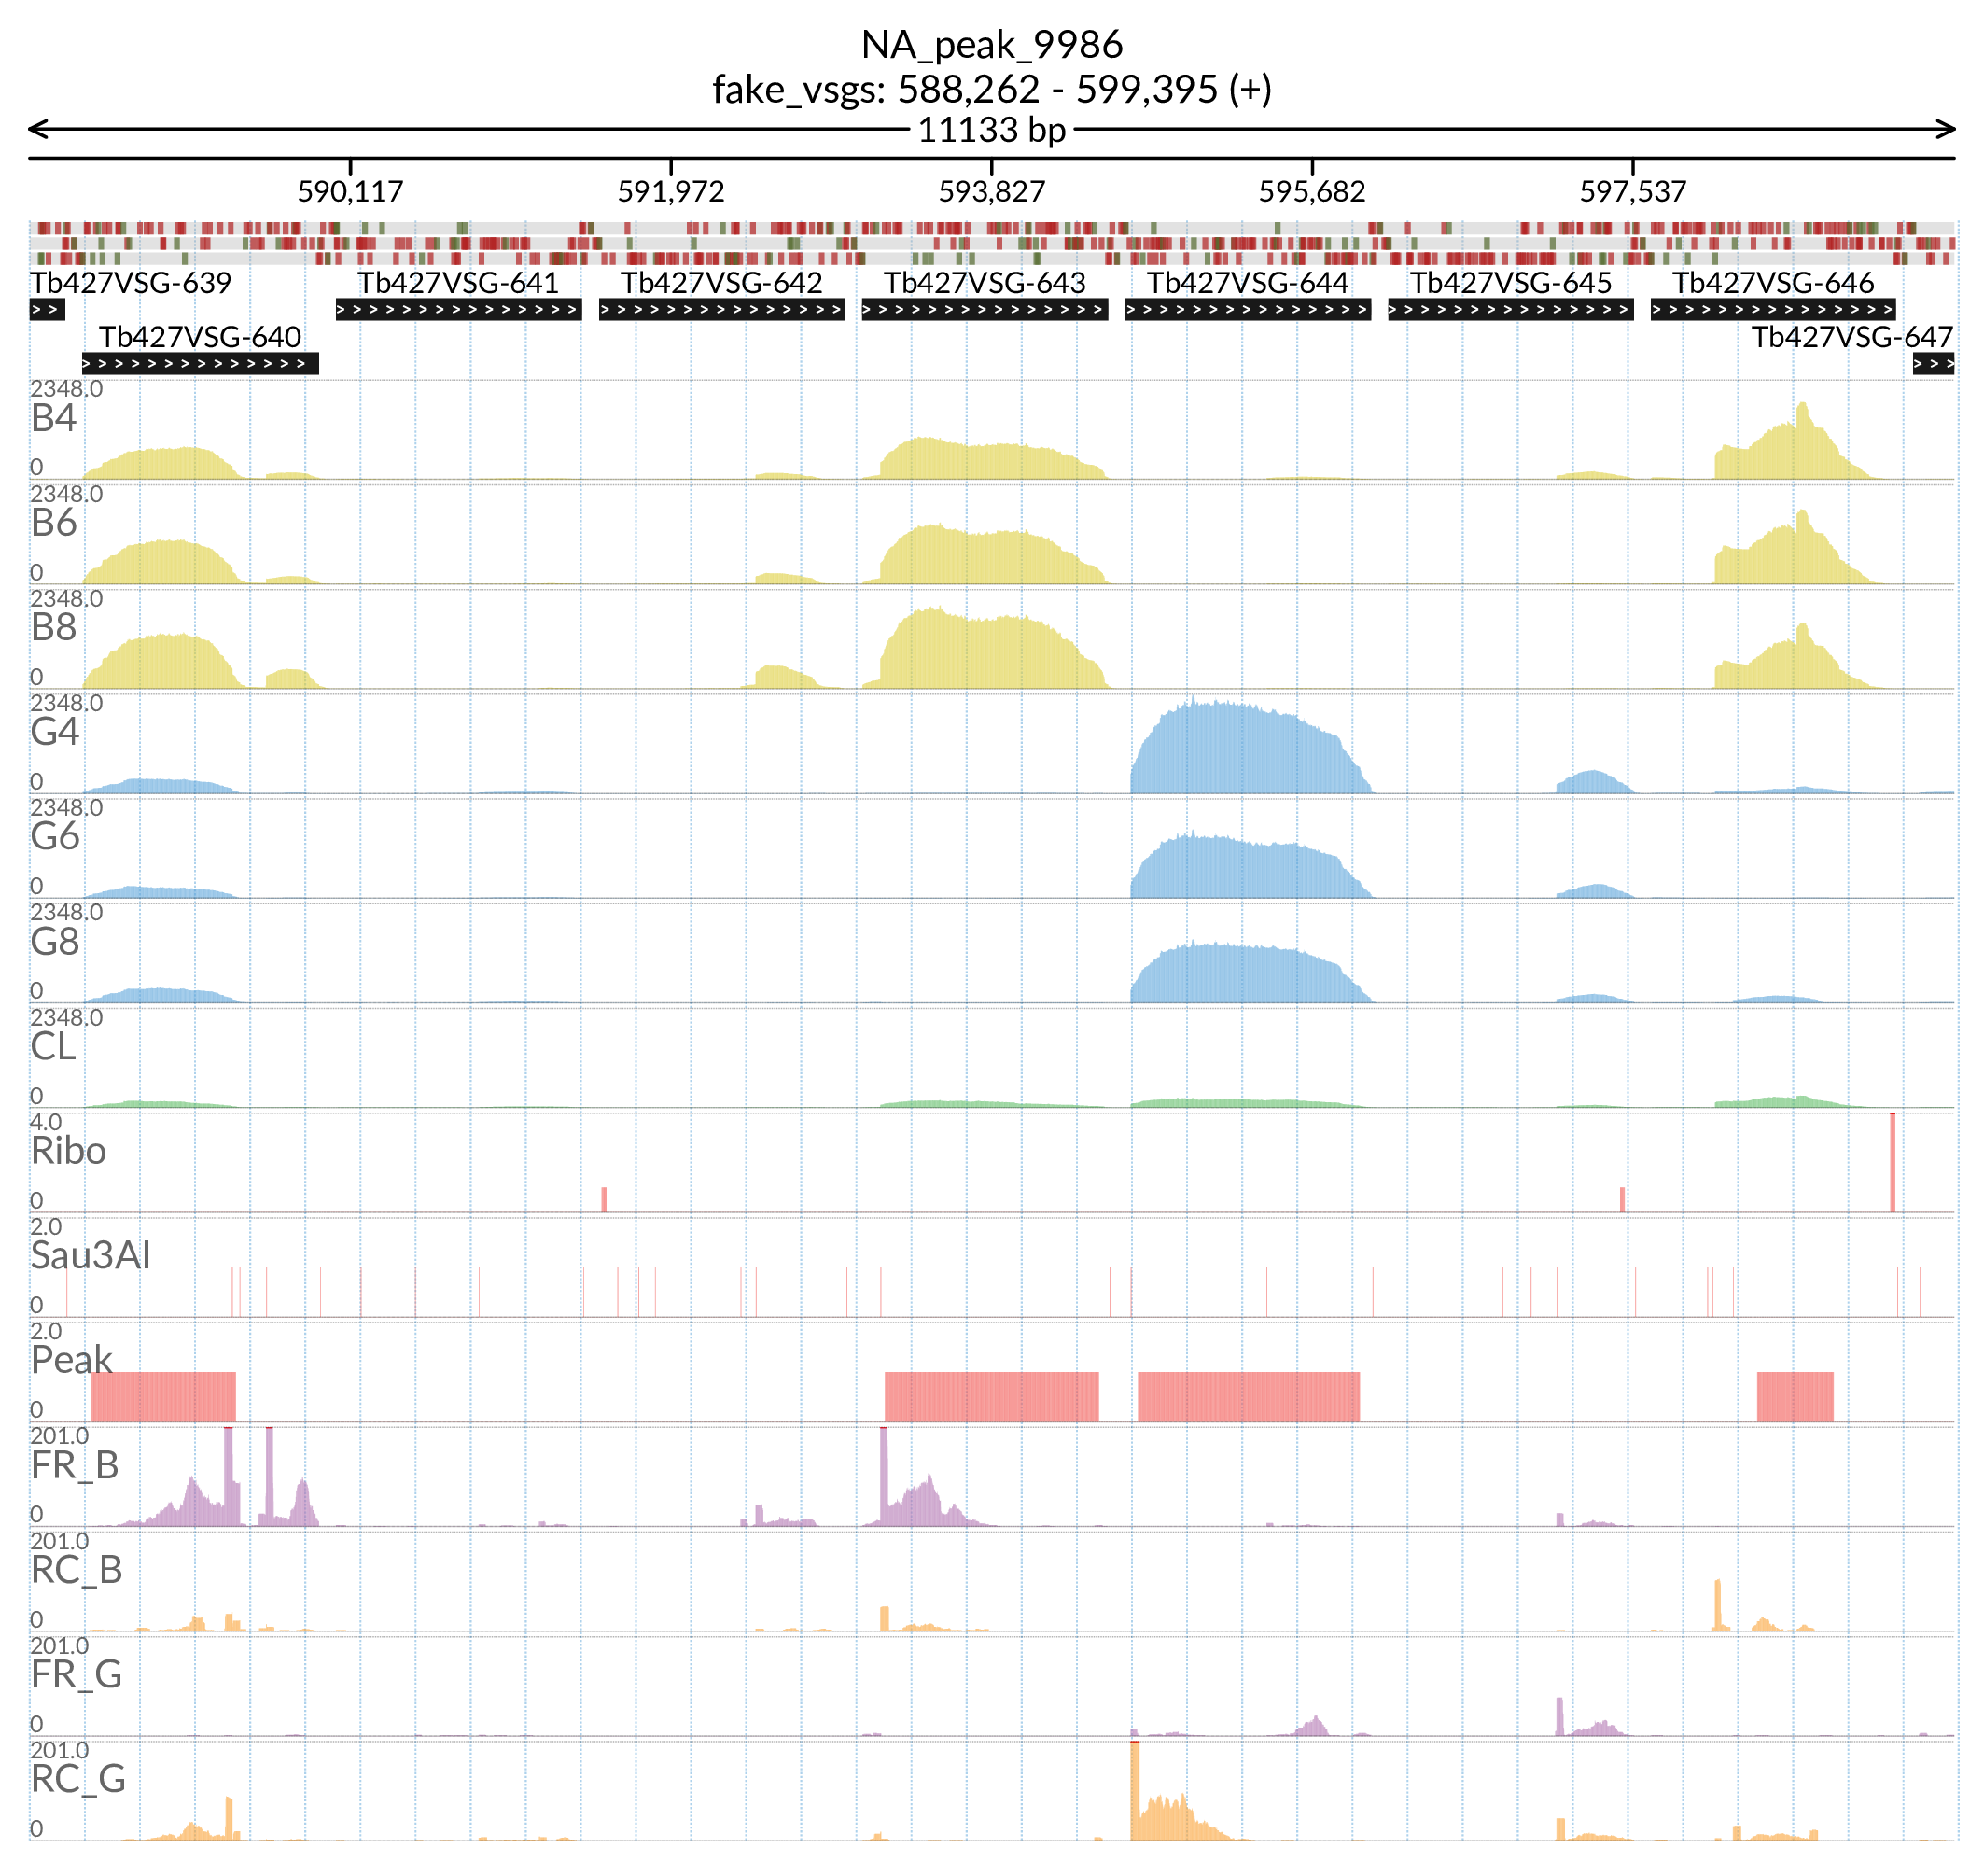 NA_peak_9986
fake_vsgs: 588,262 - 599,395 (+)
11133 bp
590,117 591,972 593,827 595,682 597,537
Tb427VSG-639 Tb427VSG-641 Tb427VSG-642 Tb427VSG-643 Tb427VSG-644 Tb427VSG-645 Tb427VSG-646
Tb427VSG-640 Tb427VSG-647
2348.0
B4
0
2348.0
B6
0
2348.0
B8
0
2348.0
G4
0
2348.0
G6
0
2348.0
G8
0
2348.0
CL
0
4.0
Ribo
0
2.0
Sau3AI
0
2.0
Peak
0
201.0
FR_B
0
201.0
RC_B
0
201.0
FR_G
0
201.0
RC_G
0